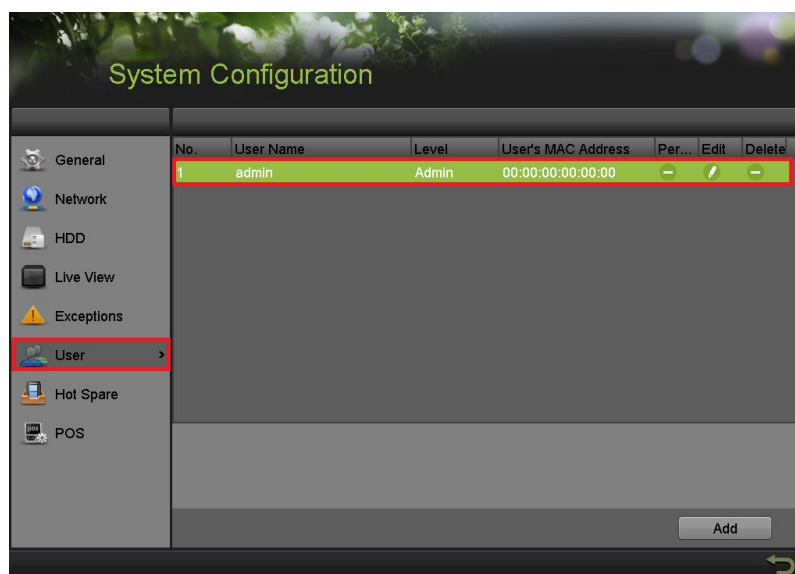 System Configuration
No. User Name Level User's MAC Address Per... Edit Delete
1 admin Admin 00:00:00:00:00:00
General
Network
HDD
Live View
Exceptions
User >
Hot Spare
POS
Add